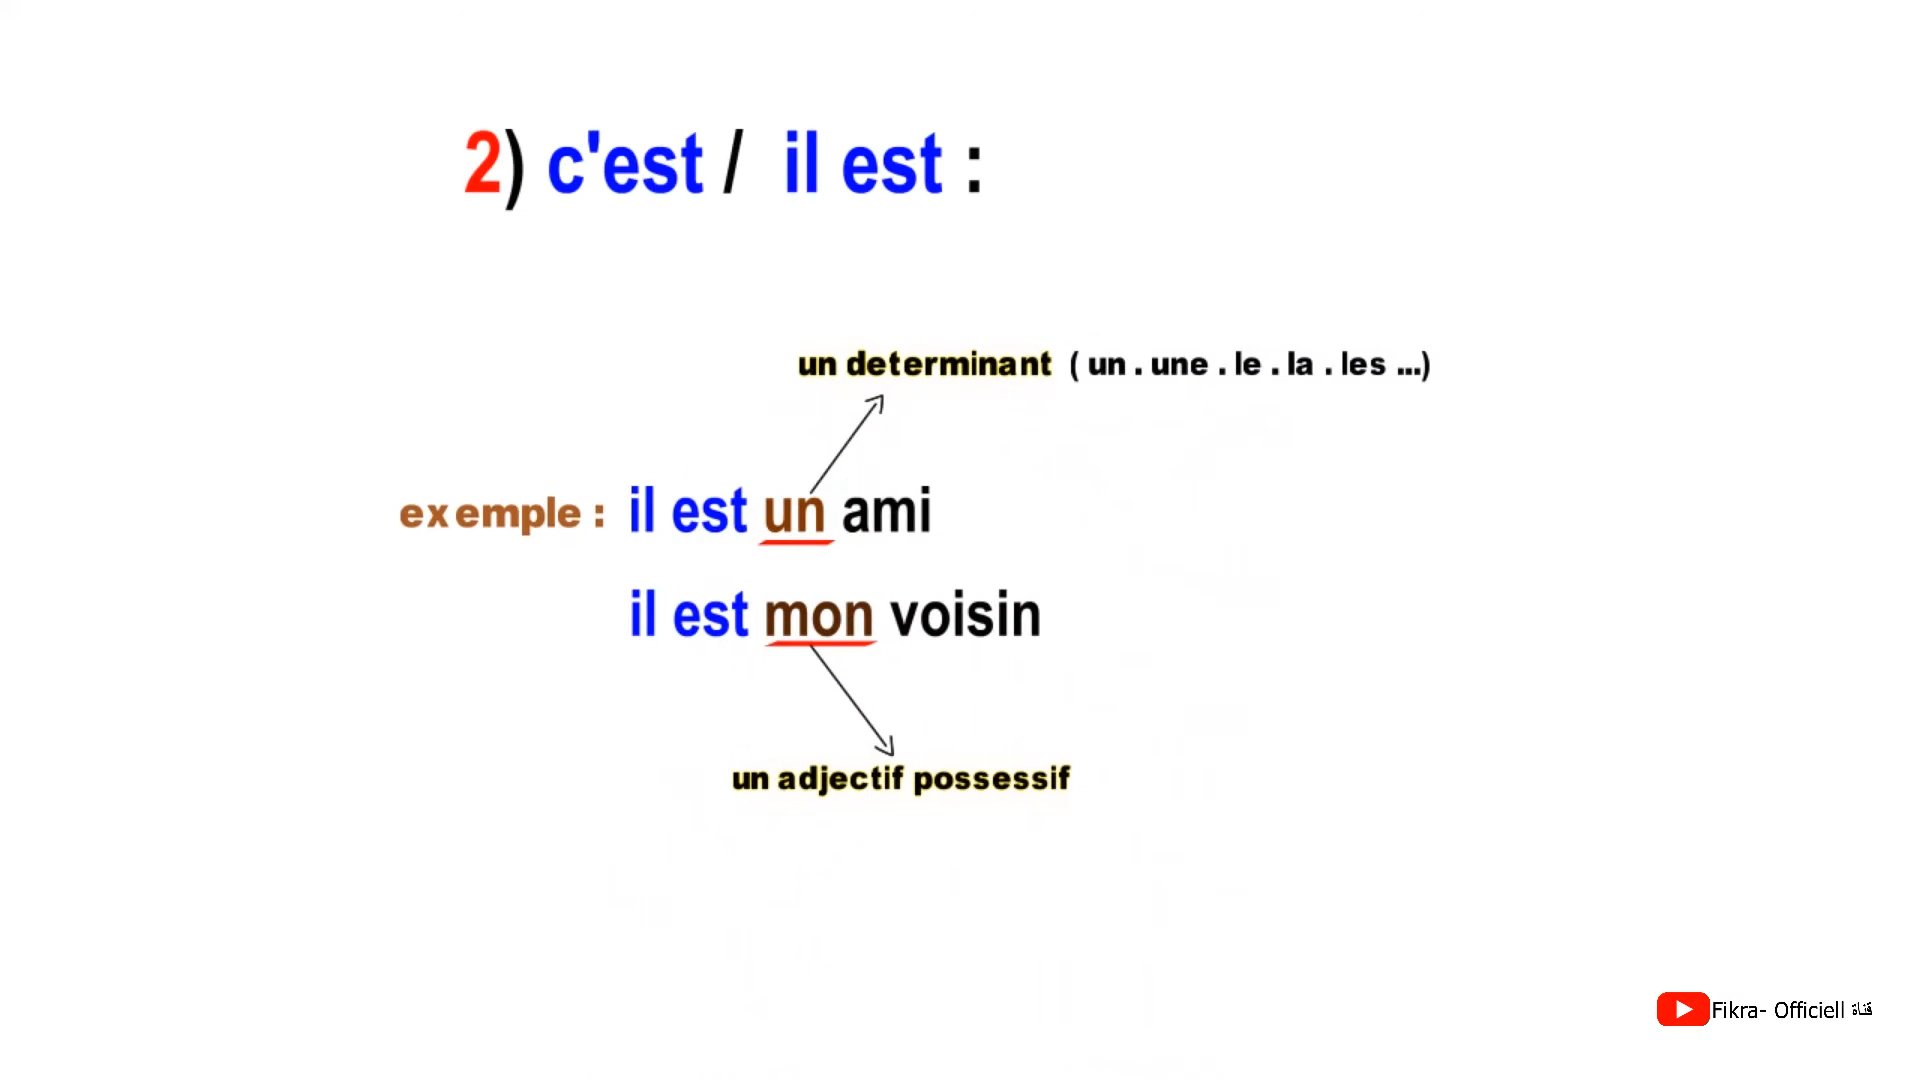 2) c'est / il est :
un determinant ( un . une . le . la . les ...)
exemple : il est un ami
il est mon voisin
un adjectif possessif
Fikra- Officiell قناة